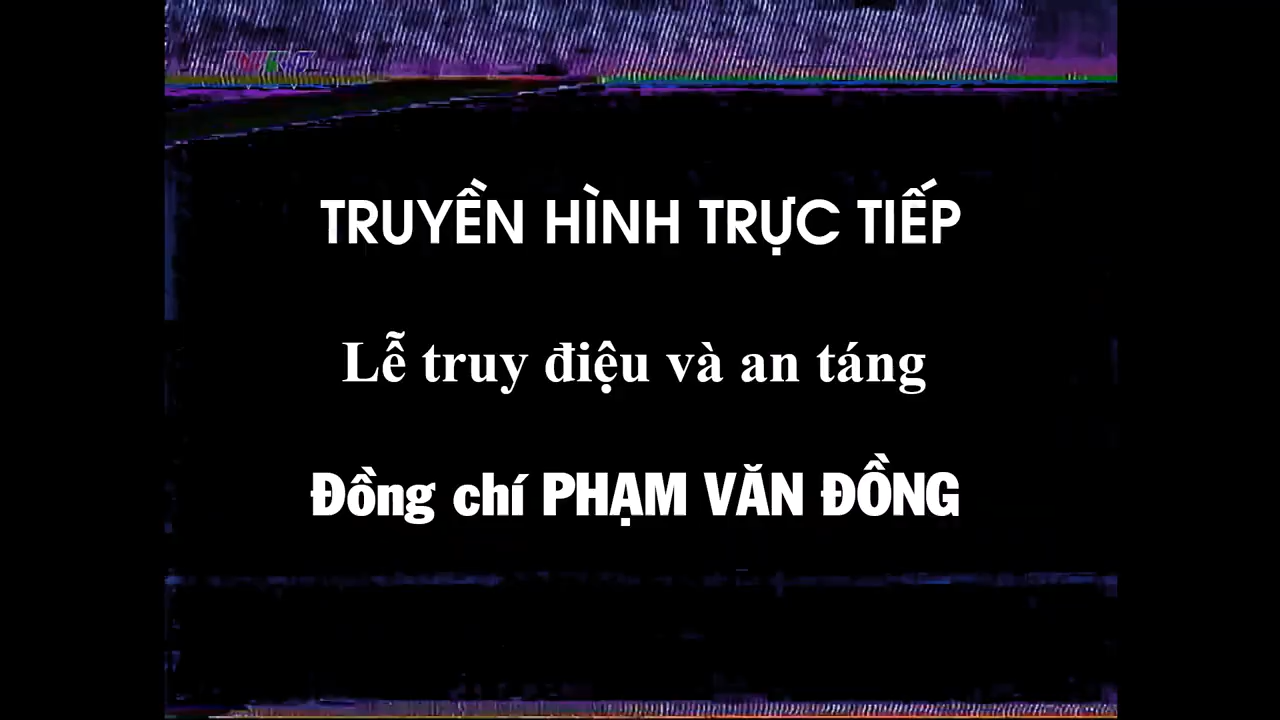 TRUYỀN HÌNH TRỰC TIẾP
Lễ truy điệu và an táng
Đồng chí PHẠM VĂN ĐỒNG